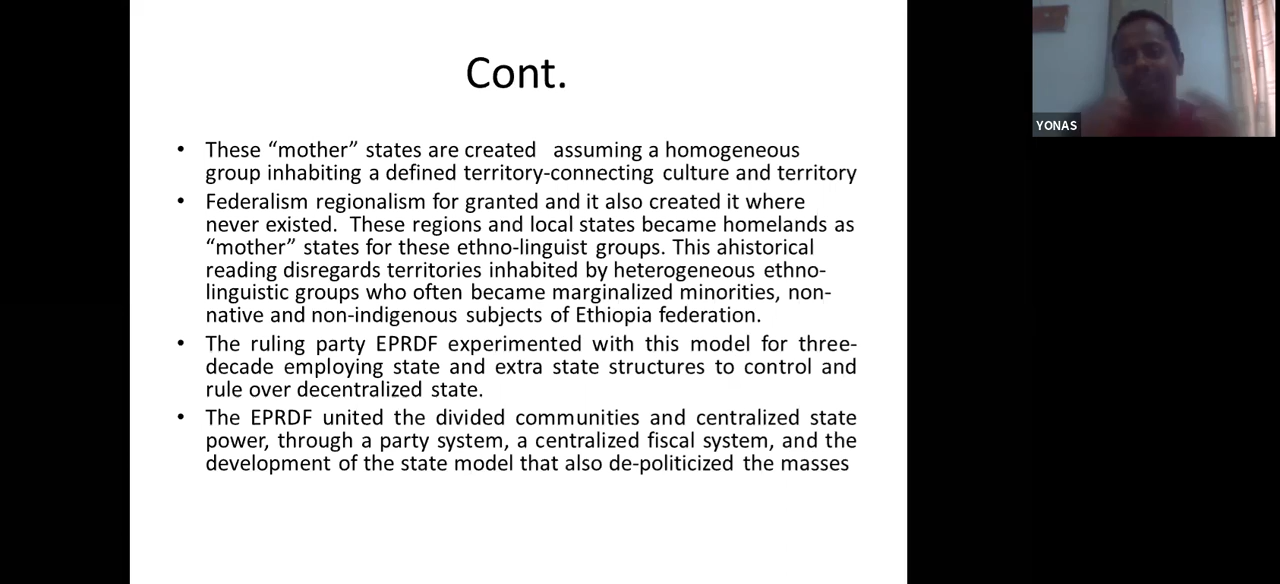 Cont.
• These “mother” states are created assuming a homogeneous
group inhabiting a defined territory-connecting culture and territory
• Federalism regionalism for granted and it also created it where
never existed. These regions and local states became homelands as
“mother” states for these ethno-linguist groups. This ahistorical
reading disregards territories inhabited by heterogeneous ethno-
linguistic groups who often became marginalized minorities, non-
native and non-indigenous subjects of Ethiopia federation.
• The ruling party EPRDF experimented with this model for three-
decade employing state and extra state structures to control and
rule over decentralized state.
• The EPRDF united the divided communities and centralized state
power, through a party system, a centralized fiscal system, and the
development of the state model that also de-politicized the masses
YONAS